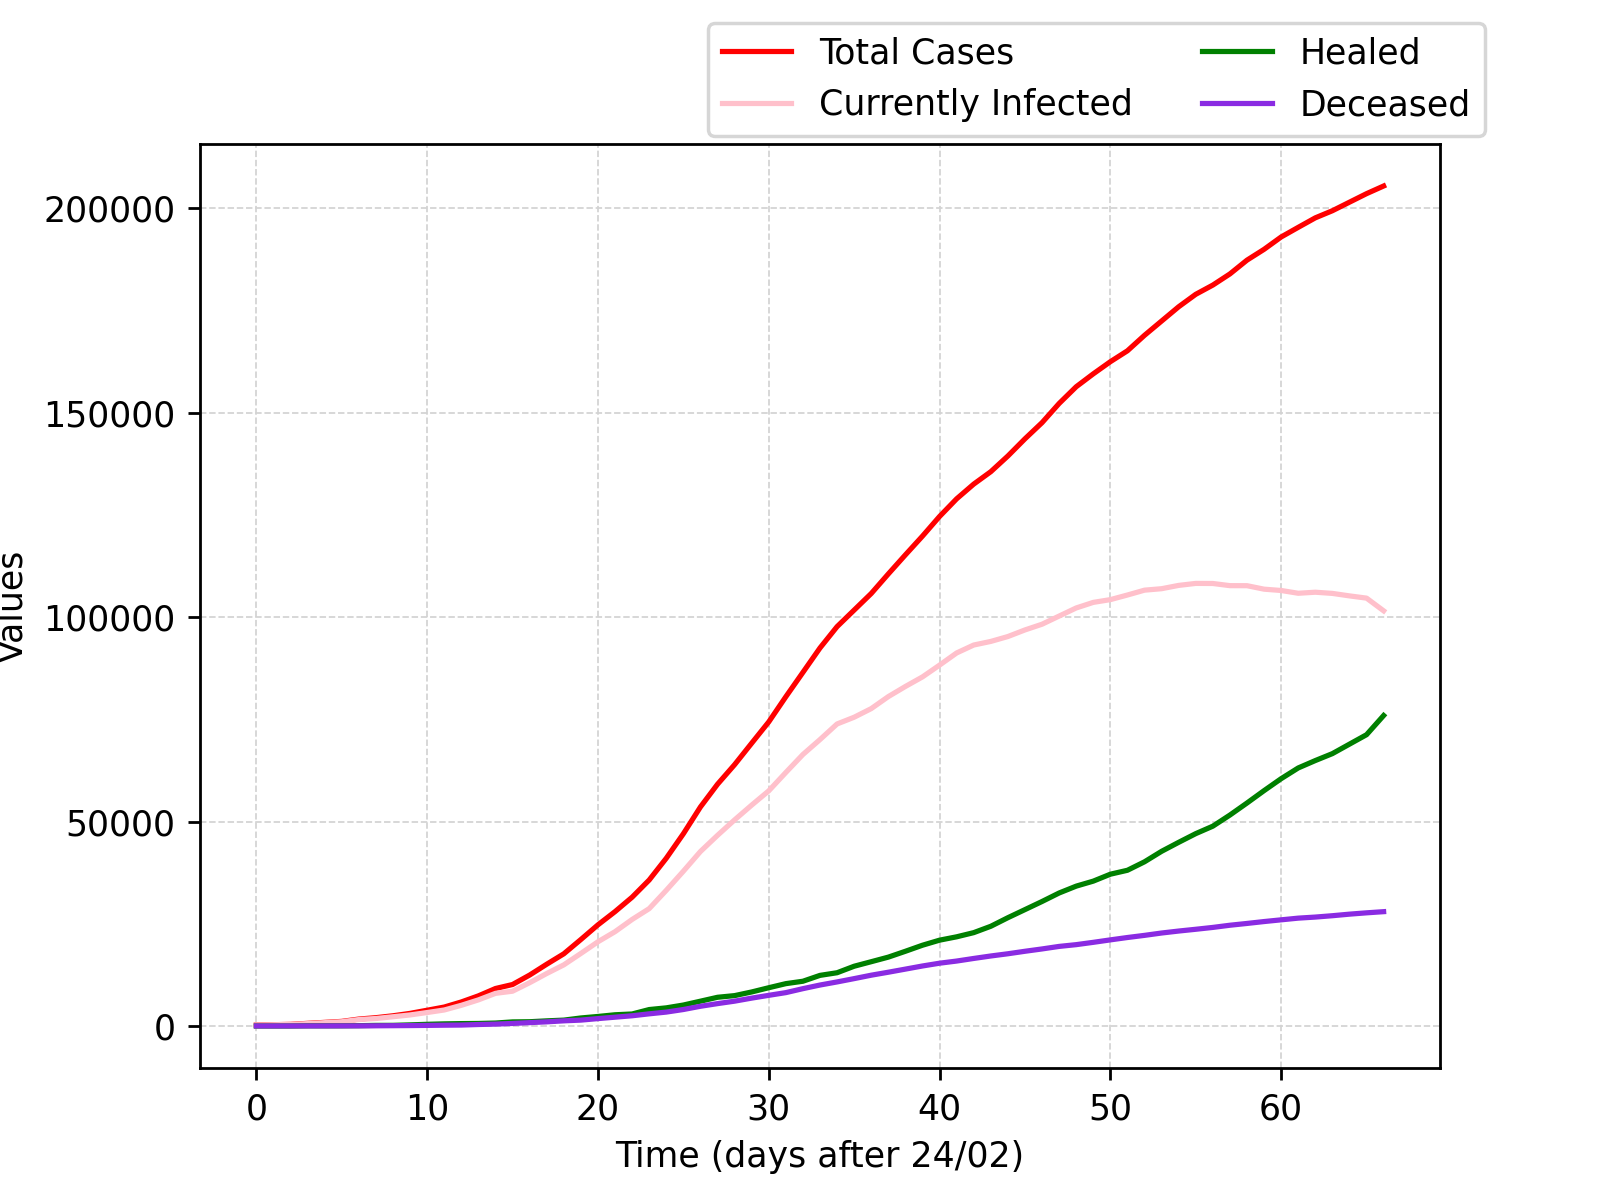 Total Cases
Currently Infected
Healed
Deceased
200000
150000
100000
50000
0
Values
0 10 20 30 40 50 60
Time (days after 24/02)